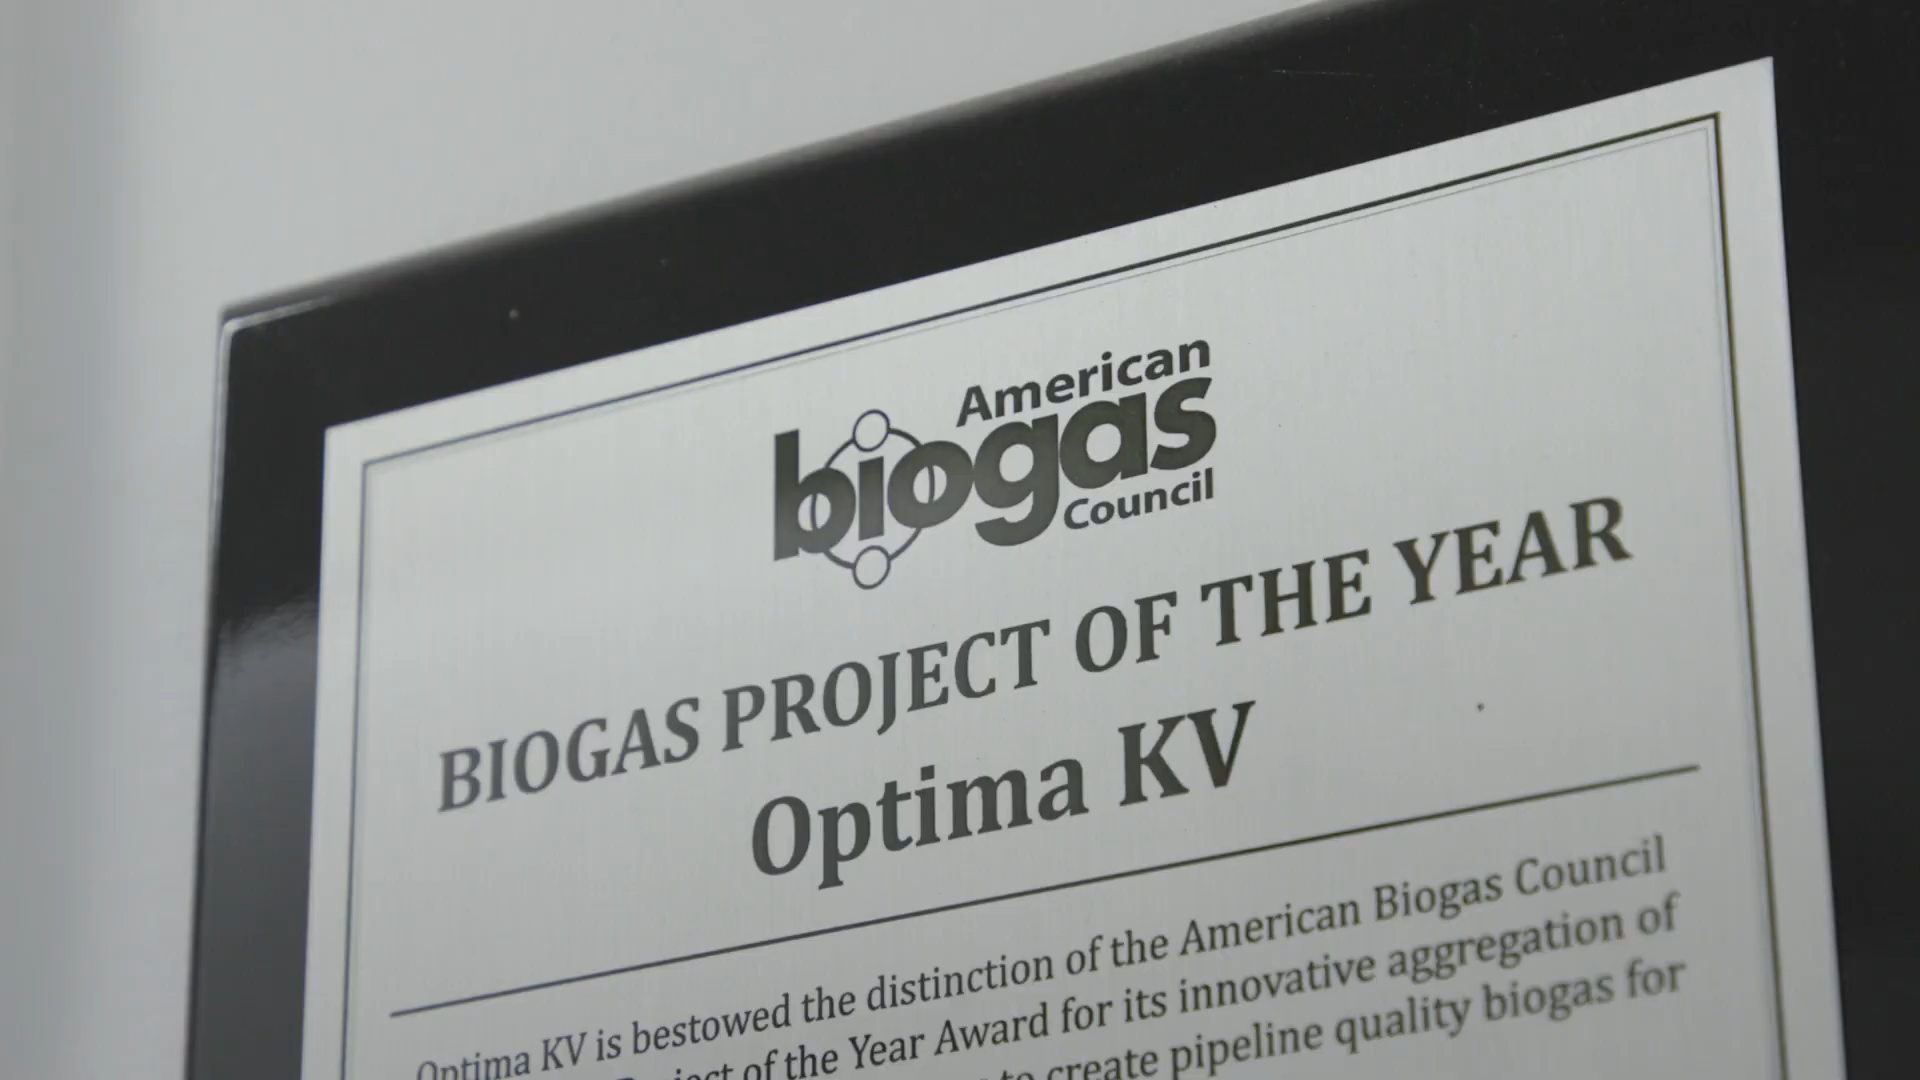 American
biogas
Council
BIOGAS PROJECT OF THE YEAR
Optima KV
Optima KV is bestowed the distinction of the American Biogas Council
of the Year Award for its innovative aggregation of
to create pipeline quality biogas for